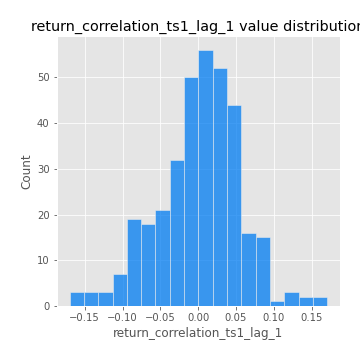 return_correlation_ts1_lag_1 value distribution
Count
50
40
30
20
10
0
−0.15 −0.10 −0.05 0.00 0.05 0.10 0.15
return_correlation_ts1_lag_1